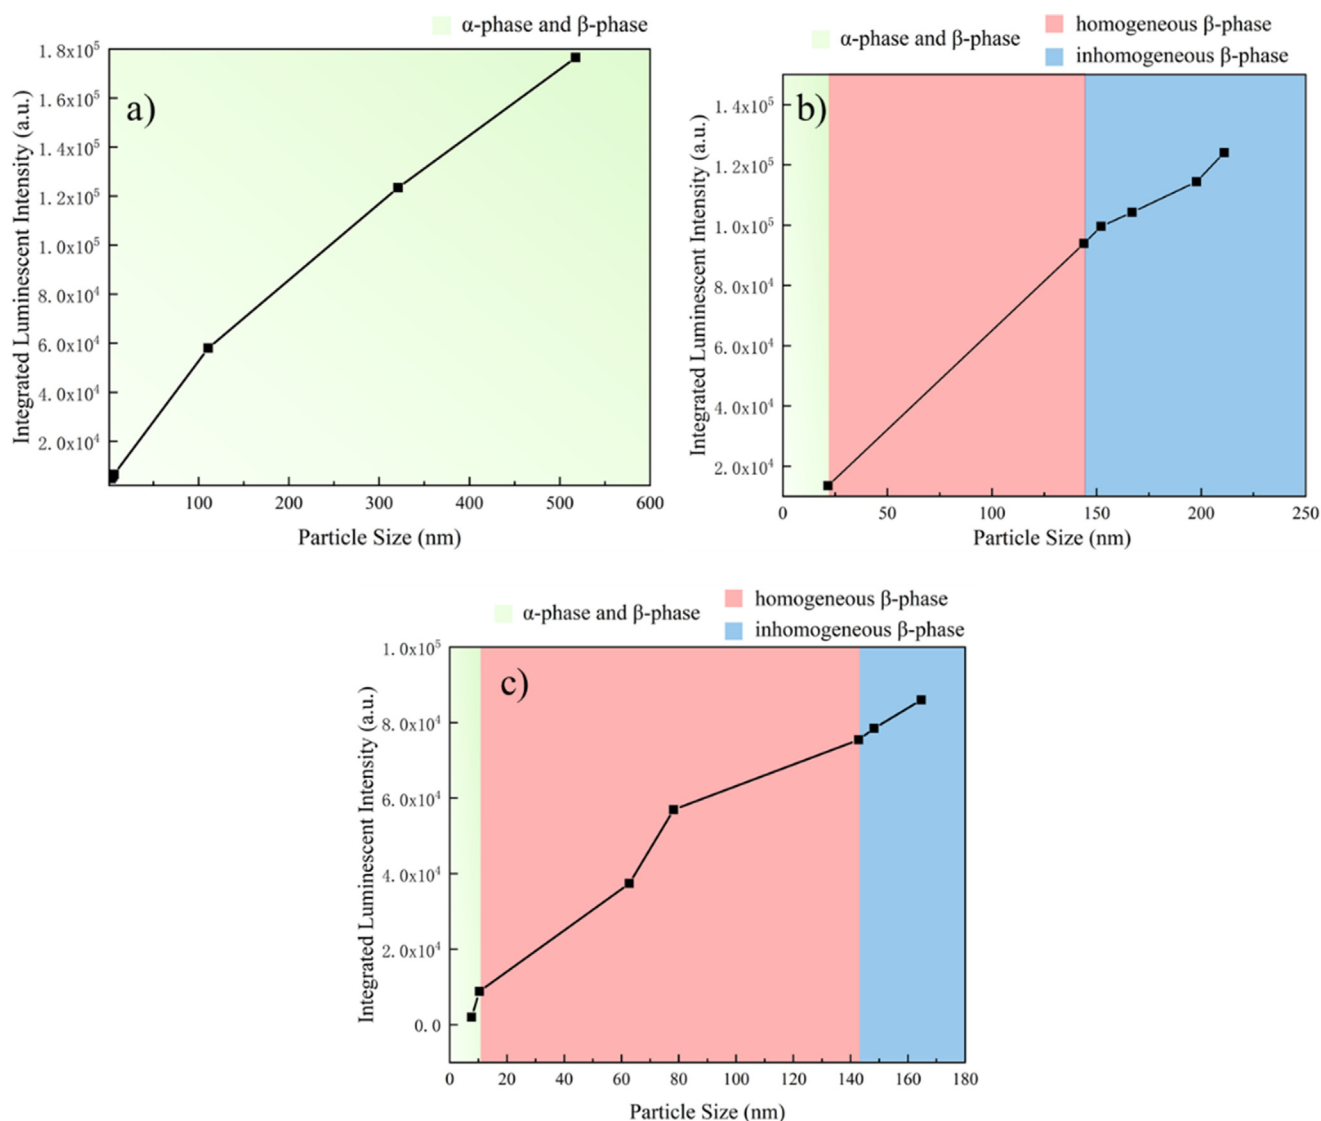 α-phase and β-phase
a)
Integrated Luminescent Intensity (a.u.)
1.8x10⁵
1.6x10⁵
1.4x10⁵
1.2x10⁵
1.0x10⁵
8.0x10⁴
6.0x10⁴
4.0x10⁴
2.0x10⁴
100 200 300 400 500 600
Particle Size (nm)
α-phase and β-phase
homogeneous β-phase
inhomogeneous β-phase
b)
Integrated Luminescent Intensity (a.u.)
1.4x10⁵
1.2x10⁵
1.0x10⁵
8.0x10⁴
6.0x10⁴
4.0x10⁴
2.0x10⁴
0 50 100 150 200 250
Particle Size (nm)
α-phase and β-phase
homogeneous β-phase
inhomogeneous β-phase
c)
Integrated Luminescent Intensity (a.u.)
1.0x10⁵
8.0x10⁴
6.0x10⁴
4.0x10⁴
2.0x10⁴
0.0
0 20 40 60 80 100 120 140 160 180
Particle Size (nm)